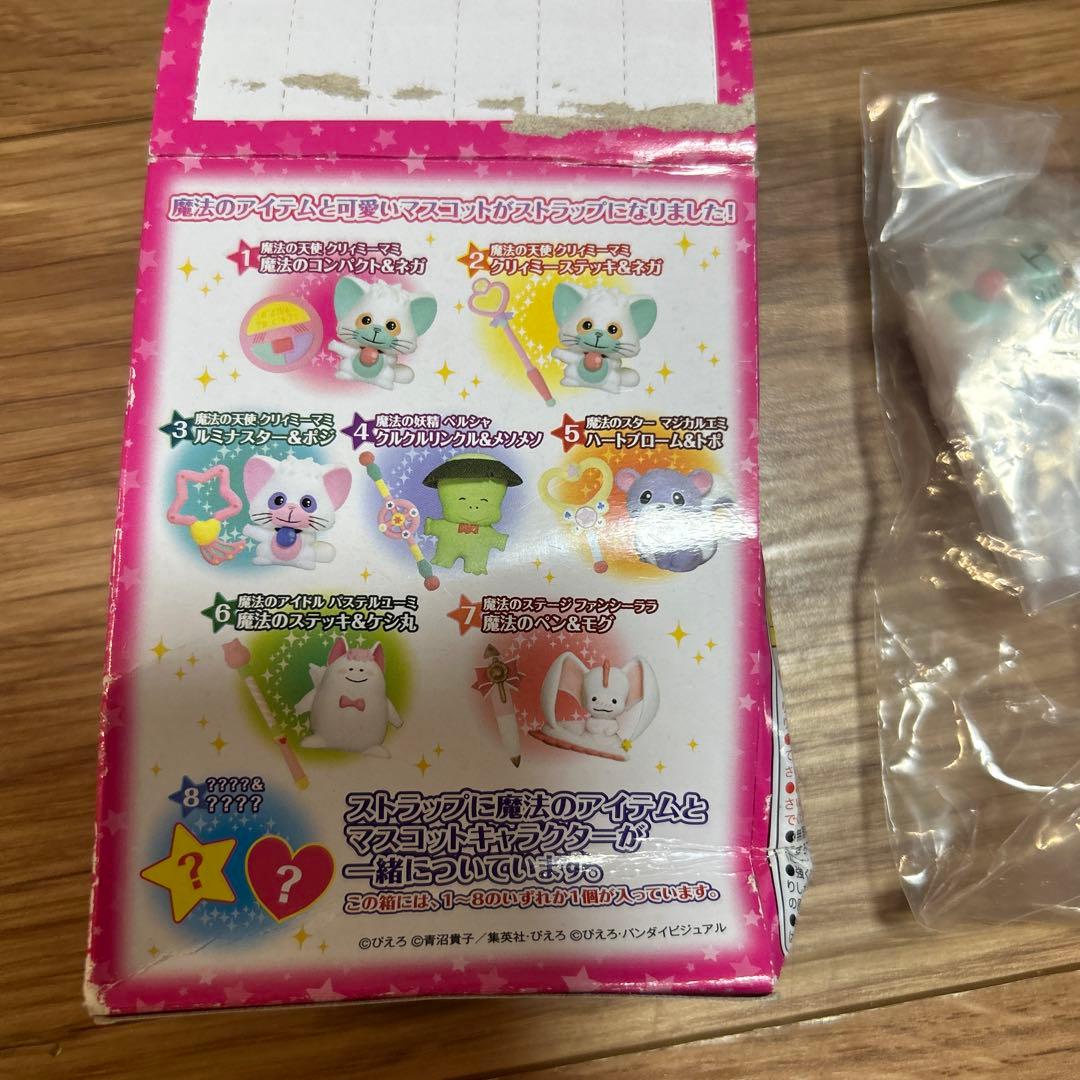 魔法のアイテムと可愛いマスコットがストラップになりました!
1 魔法の天使 クリィミーマミ
魔法のコンパクト&ネガ
2 魔法の天使 クリィミーマミ
クリィミーステッキ&ネガ
3 魔法の天使 クリィミーマミ
ルミナスター&ポジ
4 魔法の妖精 ペルシャ
クルクルリンクル&メソメソ
5 魔法のスター マジカルエミ
ハートブローム&トポ
6 魔法のアイドル パステルユーミ
魔法のステッキ&ケシ丸
7 魔法のステージ ファンシーララ
魔法のペン&モグ
8 ????&
????
? ?
ストラップに魔法のアイテムと
マスコットキャラクターが
一緒についています。
この箱には、1〜8のいずれか1個が入っています。
©ぴえろ ©青沼貴子/集英社・ぴえろ ©ぴえろ・バンダイビジュアル